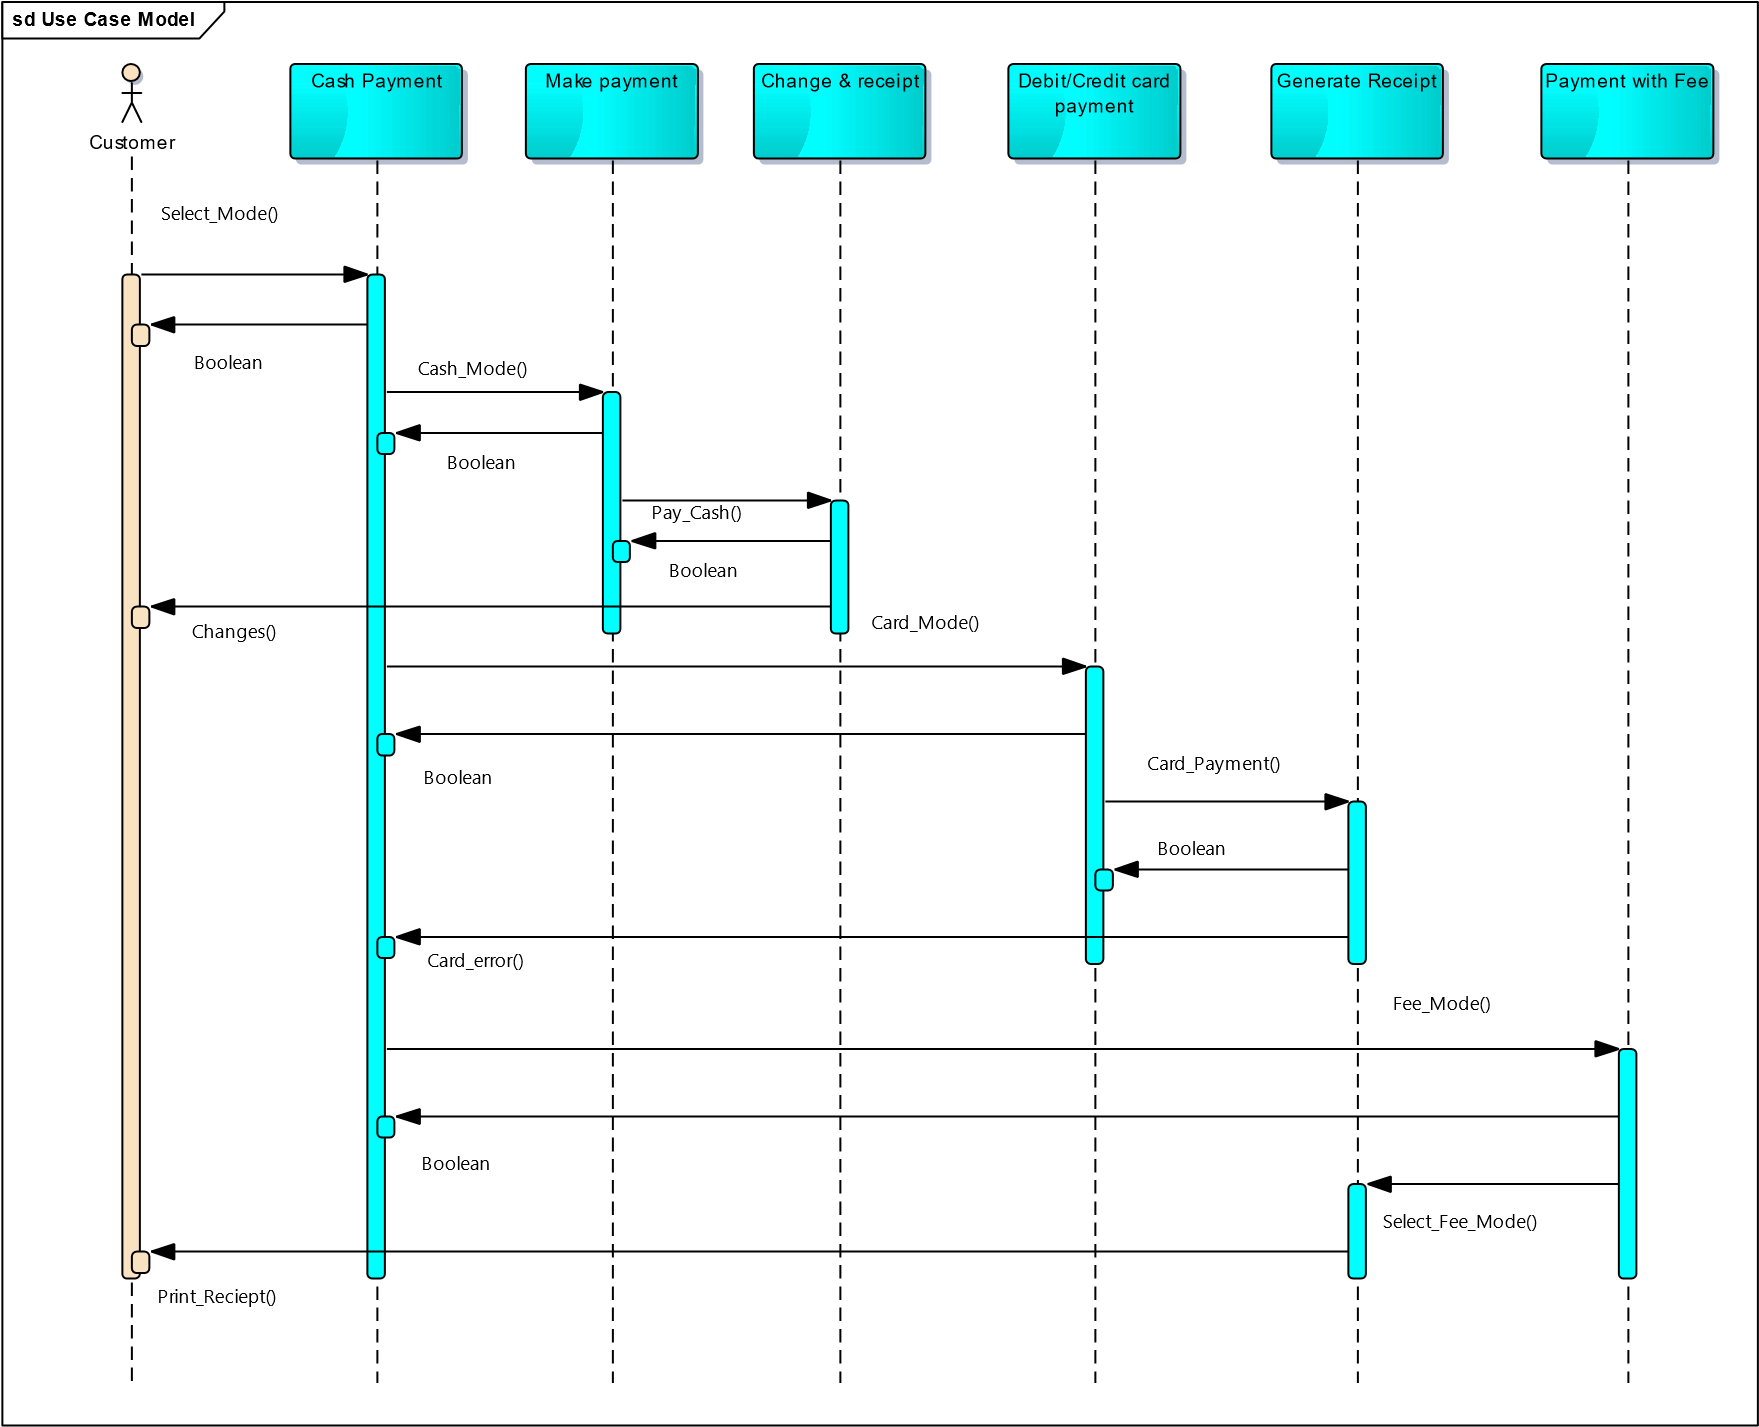 sd Use Case Model
Customer
Cash Payment
Make payment
Change & receipt
Debit/Credit card
payment
Generate Receipt
Payment with Fee
Select_Mode()
Boolean
Cash_Mode()
Boolean
Pay_Cash()
Boolean
Changes()
Card_Mode()
Boolean
Card_Payment()
Boolean
Card_error()
Fee_Mode()
Boolean
Select_Fee_Mode()
Print_Reciept()